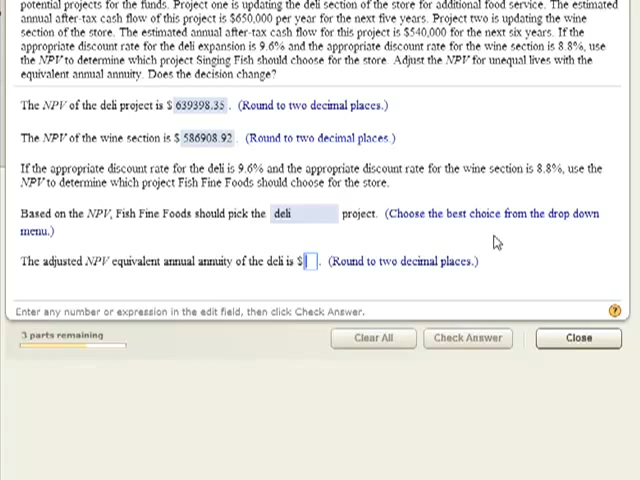 potential projects for the funds. Project one is updating the deli section of the store for additional food service. The estimated
annual after-tax cash flow of this project is $650,000 per year for the next five years. Project two is updating the wine
section of the store. The estimated annual after-tax cash flow for this project is $540,000 for the next six years. If the
appropriate discount rate for the deli expansion is 9.6% and the appropriate discount rate for the wine section is 8.8%, use
the NPV to determine which project Singing Fish should choose for the store. Adjust the NPV for unequal lives with the
equivalent annual annuity. Does the decision change?
The NPV of the deli project is $ 639398.35. (Round to two decimal places.)
The NPV of the wine section is $ 586908.92. (Round to two decimal places.)
If the appropriate discount rate for the deli is 9.6% and the appropriate discount rate for the wine section is 8.8%, use the
NPV to determine which project Fish Fine Foods should choose for the store.
Based on the NPV, Fish Fine Foods should pick the deli project. (Choose the best choice from the drop down
menu.)
The adjusted NPV equivalent annual annuity of the deli is $ . (Round to two decimal places.)
Enter any number or expression in the edit field, then click Check Answer.
?
3 parts remaining
Clear All
Check Answer
Close